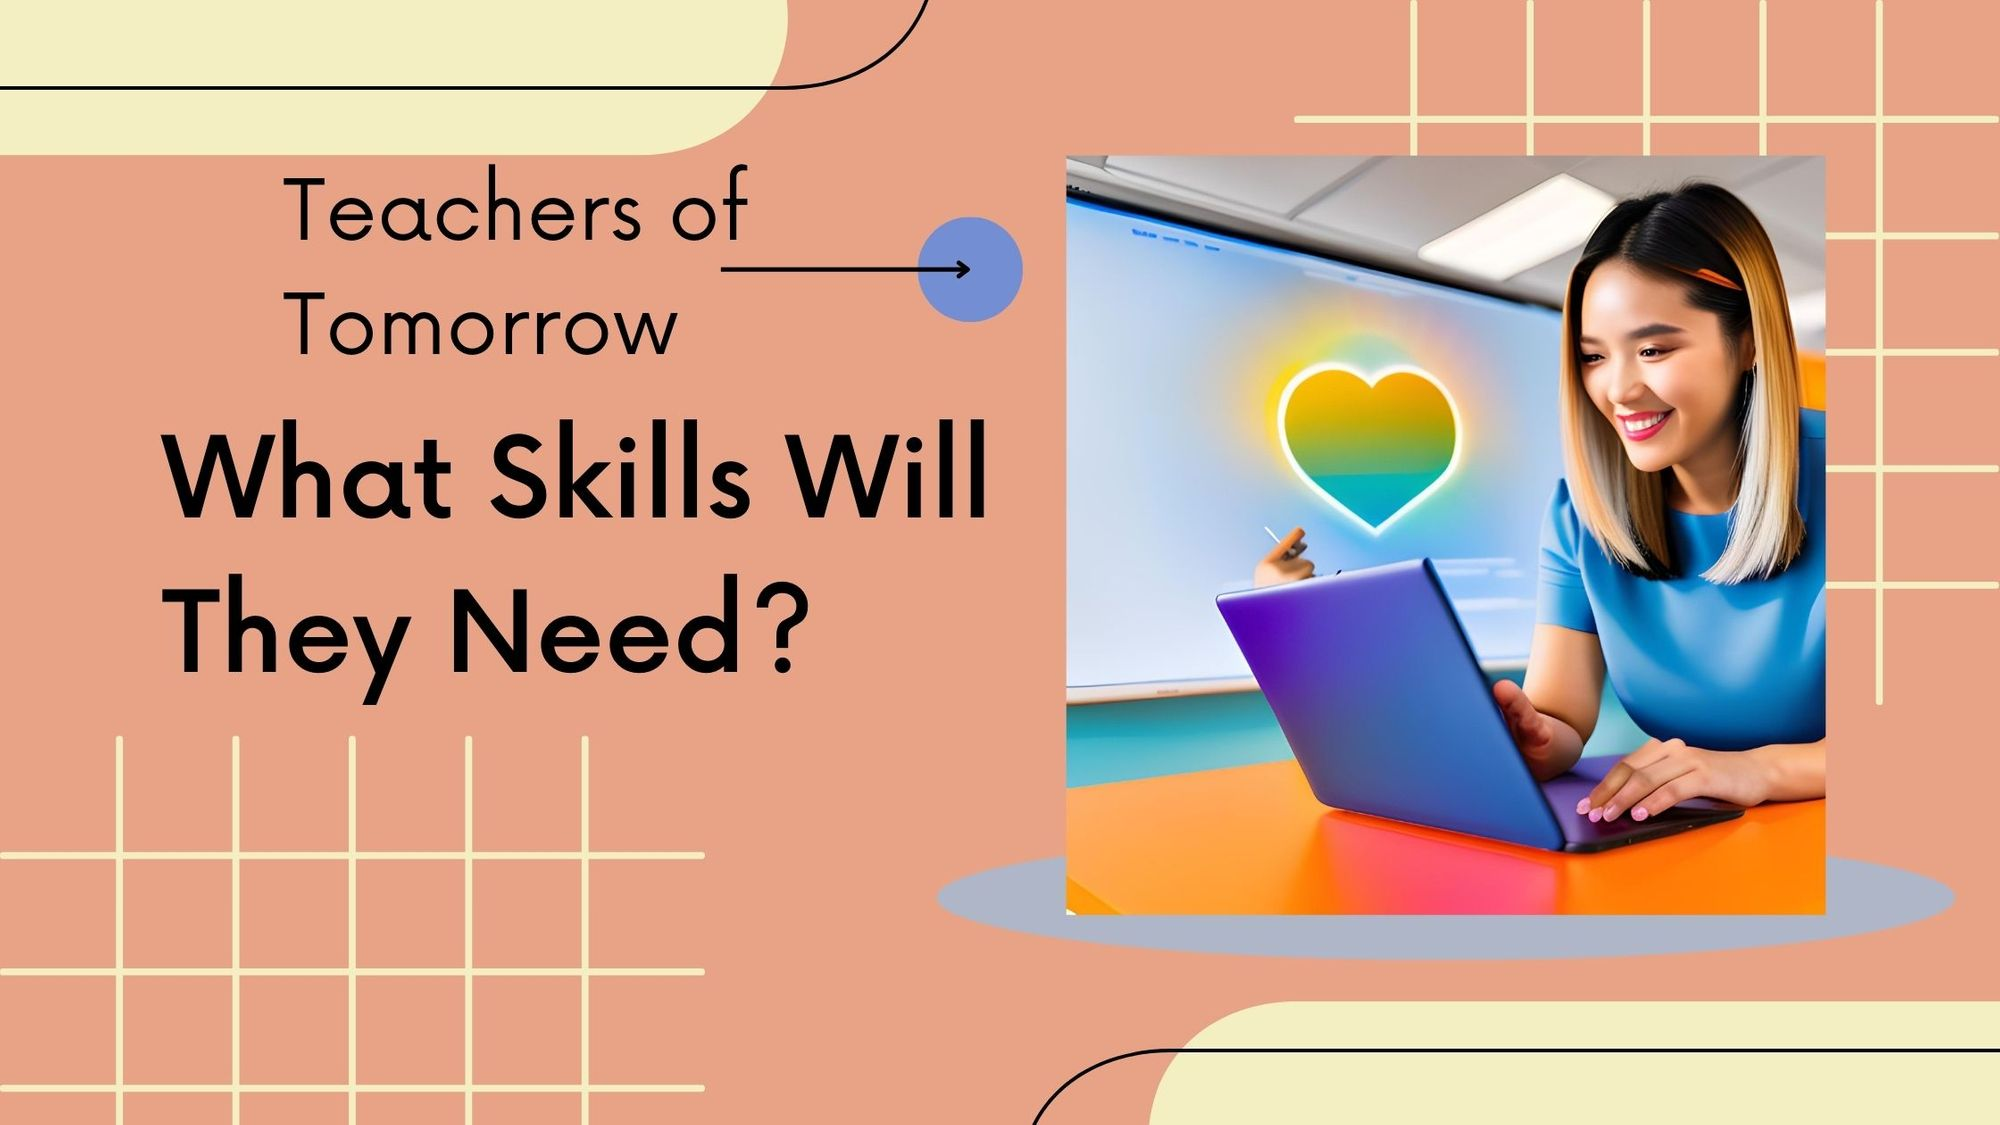 Teachers of
Tomorrow
What Skills Will
They Need?